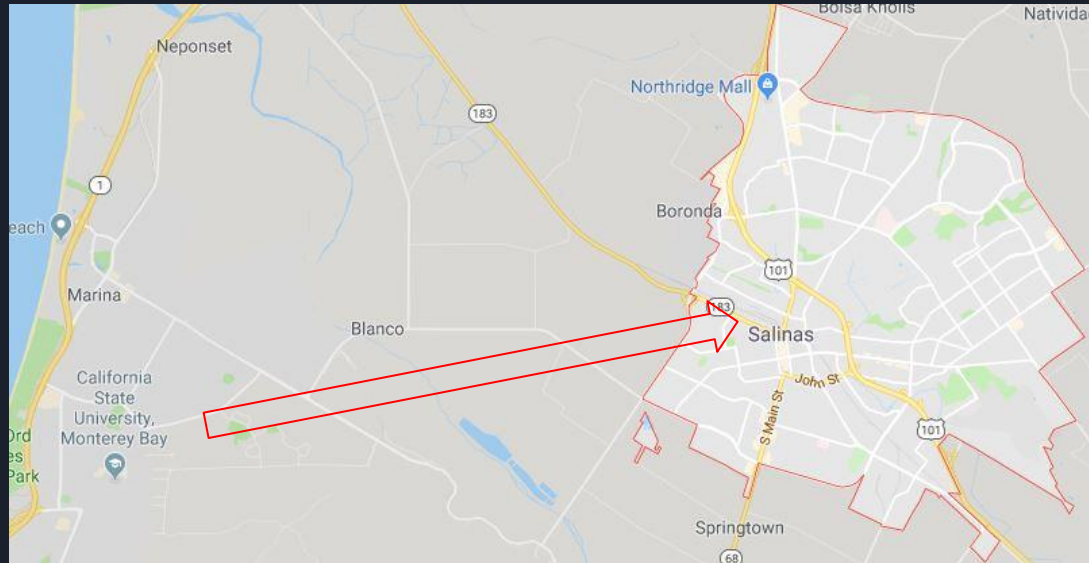 Bolsa Knolls
Nativida
Neponset
Northridge Mall
183
1
Boronda
each
101
Marina
183
Blanco
Salinas
California
State
University,
Monterey Bay
John St
S Main St
101
Ord
es
Park
Springtown
68